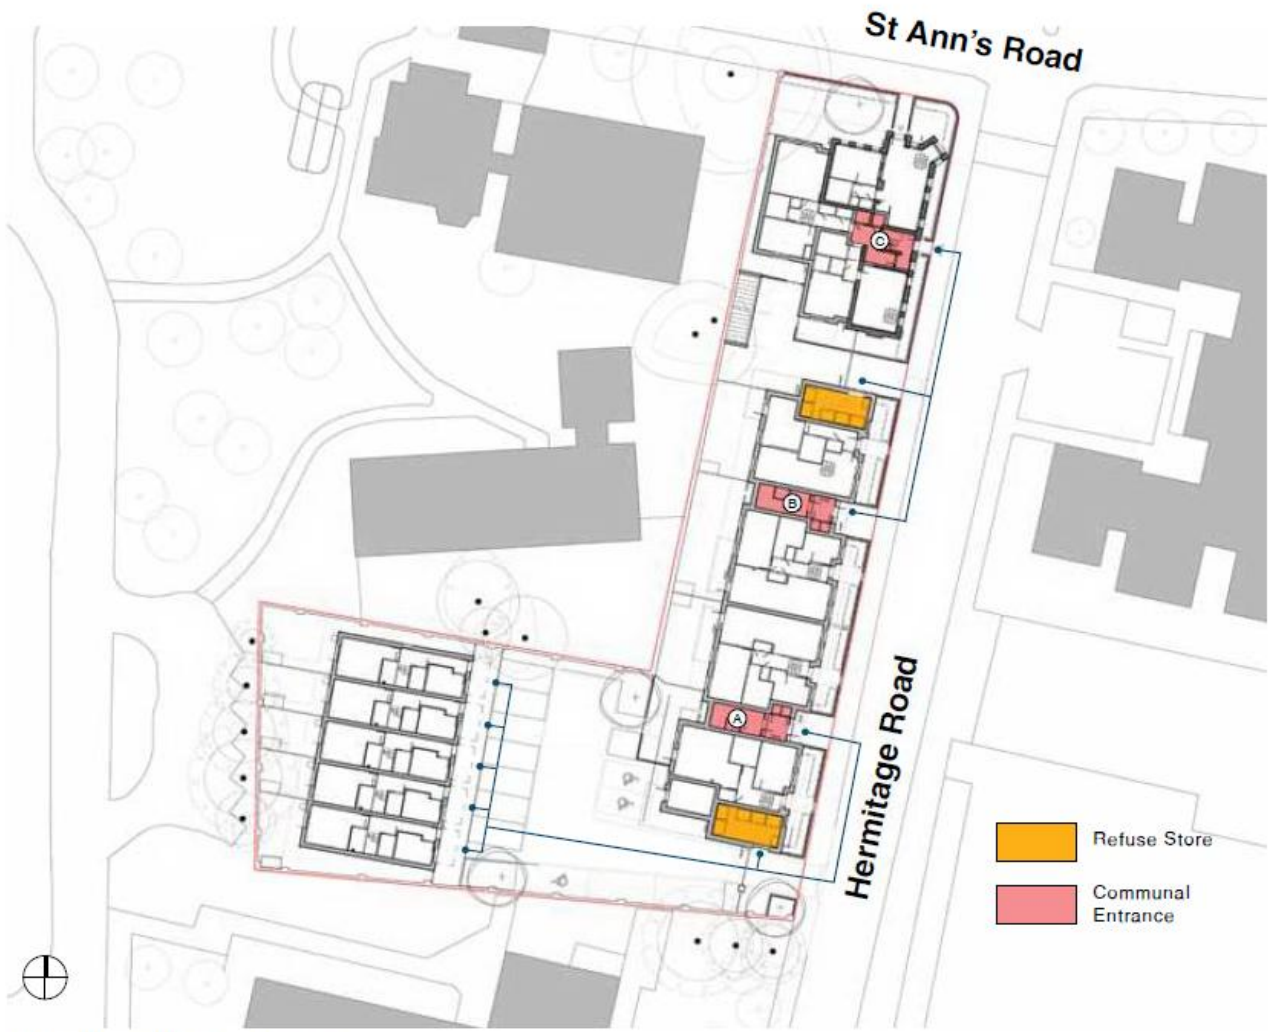 St Ann's Road
C
B
A
Hermitage Road
Refuse Store
Communal
Entrance